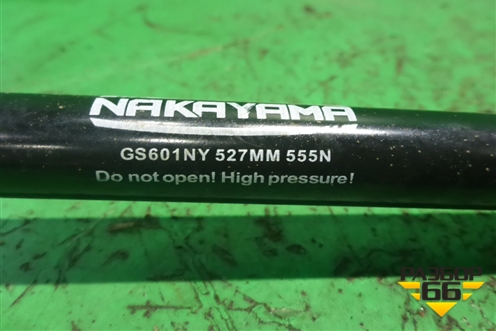 NAKAYAMA
GS601NY 527MM 555N
Do not open! High pressure!
РАЗБОР
66